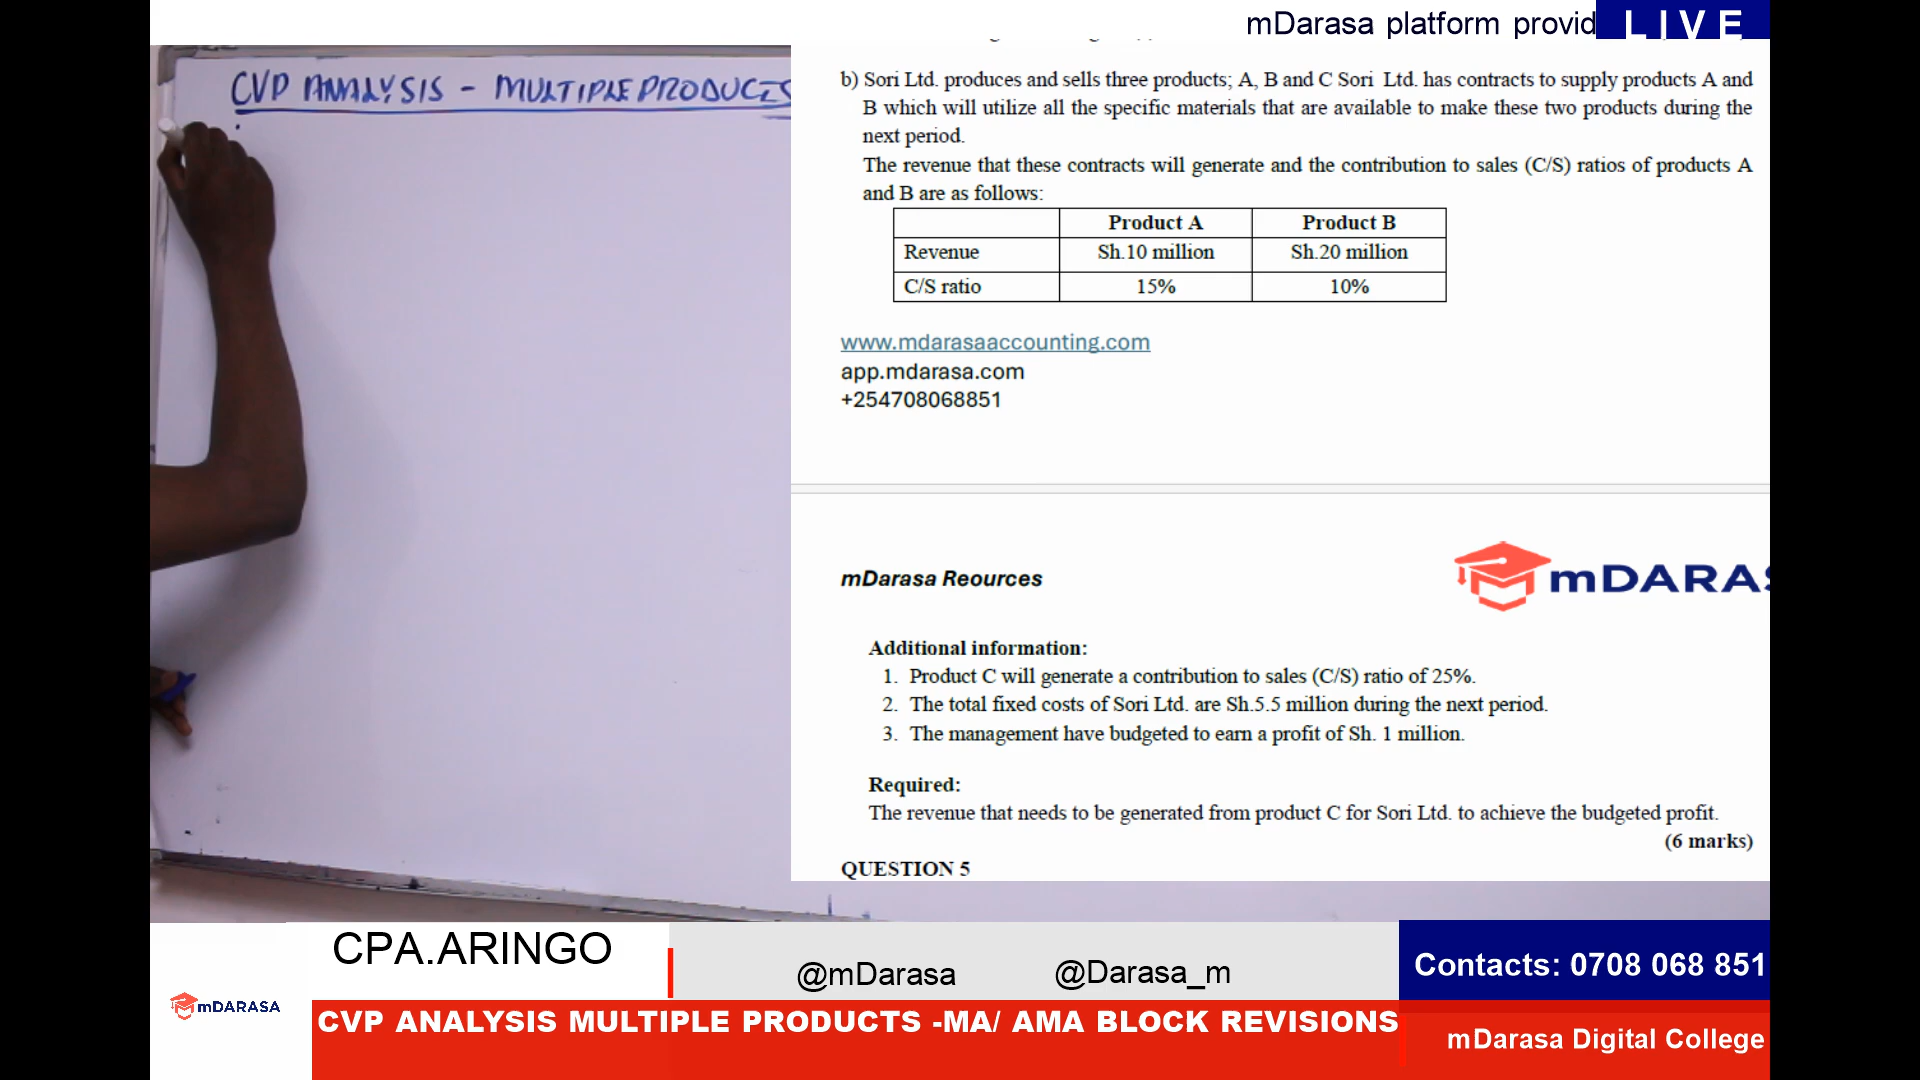 mDarasa platform provid
LIVE
CVP ANALYSIS - MULTIPLE PRODUCTS
b) Sori Ltd. produces and sells three products; A, B and C Sori Ltd. has contracts to supply products A and
B which will utilize all the specific materials that are available to make these two products during the
next period.
The revenue that these contracts will generate and the contribution to sales (C/S) ratios of products A
and B are as follows:
Product A Product B
Revenue Sh.10 million Sh.20 million
C/S ratio 15% 10%
www.mdarasaaccounting.com
app.mdarasa.com
+254708068851
mDarasa Reources
mDARAS
Additional information:
1. Product C will generate a contribution to sales (C/S) ratio of 25%.
2. The total fixed costs of Sori Ltd. are Sh.5.5 million during the next period.
3. The management have budgeted to earn a profit of Sh. 1 million.
Required:
The revenue that needs to be generated from product C for Sori Ltd. to achieve the budgeted profit.
(6 marks)
QUESTION 5
CPA.ARINGO
@mDarasa
@Darasa_m
Contacts: 0708 068 851
mDARASA
CVP ANALYSIS MULTIPLE PRODUCTS -MA/ AMA BLOCK REVISIONS
mDarasa Digital College